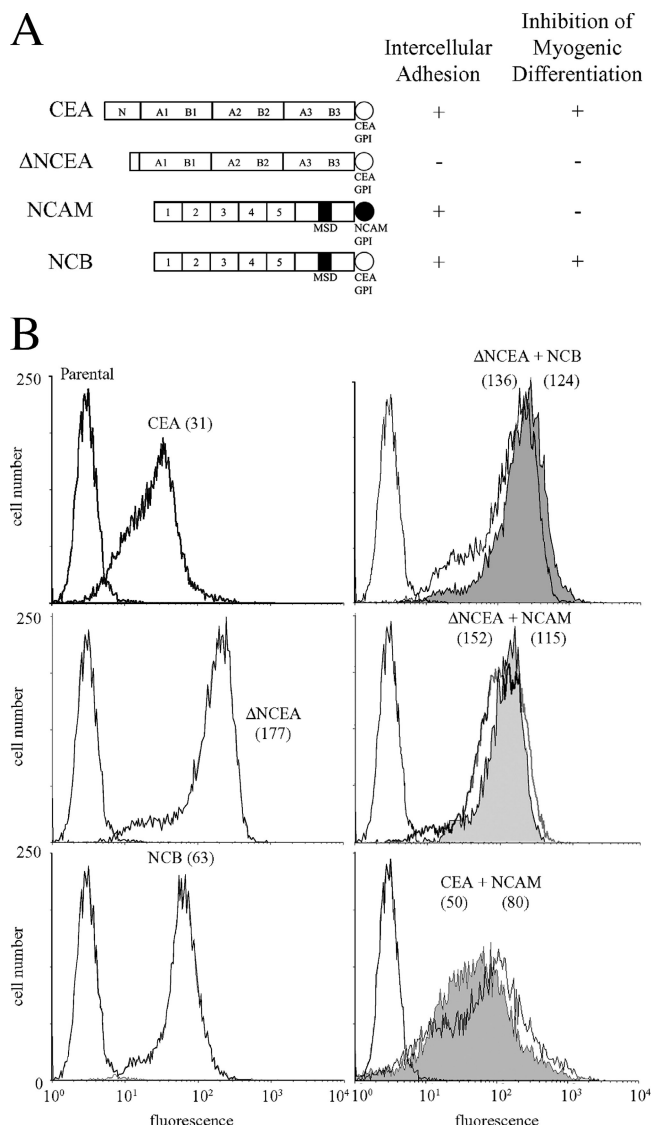 A
Intercellular
Adhesion
Inhibition of
Myogenic
Differentiation
CEA N A1 B1 A2 B2 A3 B3 + +
CEA
GPI
ΔNCEA A1 B1 A2 B2 A3 B3 - -
CEA
GPI
NCAM 1 2 3 4 5 + -
MSD NCAM
GPI
NCB 1 2 3 4 5 + +
MSD CEA
GPI
B
250
cell number
Parental
CEA (31)
ΔNCEA + NCB
(136) (124)
250
cell number
ΔNCEA
(177)
ΔNCEA + NCAM
(152) (115)
250
cell number
0
NCB (63)
CEA + NCAM
(50) (80)
10⁰ 10¹ 10² 10³ 10⁴
fluorescence
10⁰ 10¹ 10² 10³ 10⁴
fluorescence